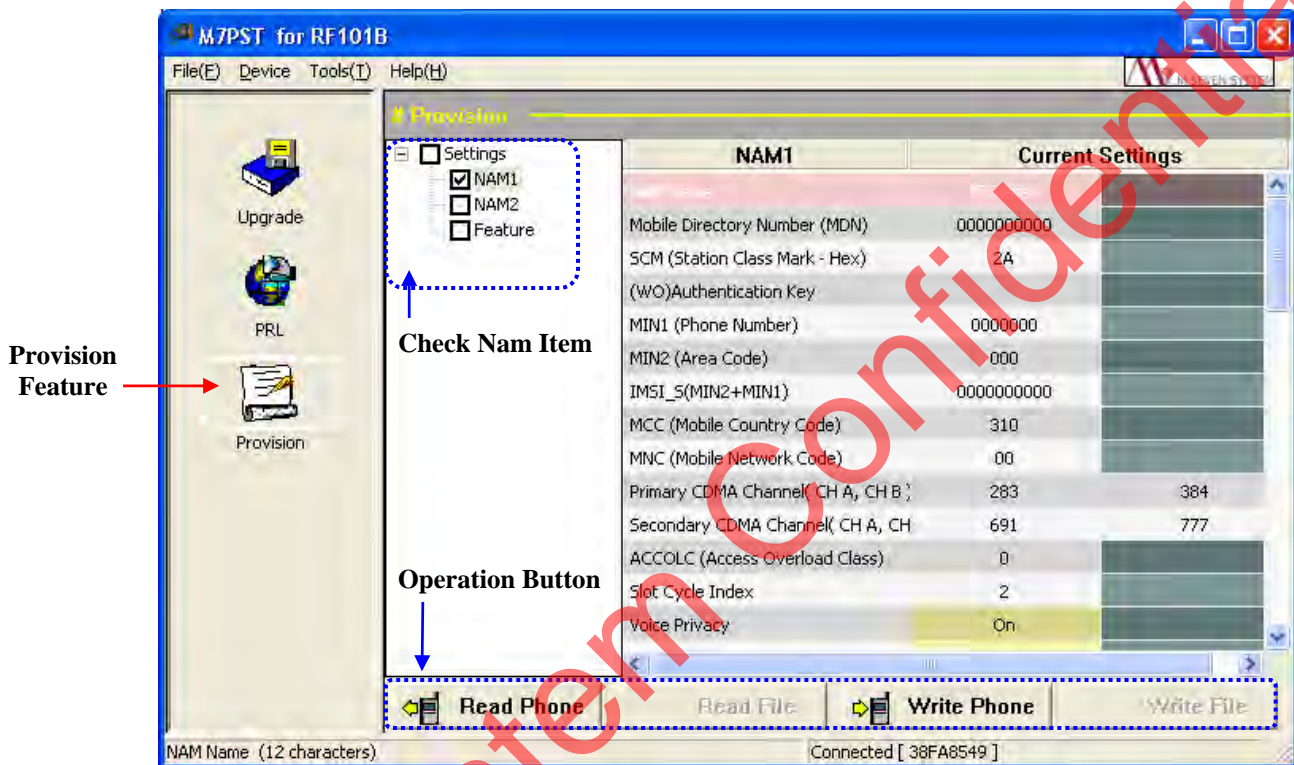 M7PST for RF101B
File(F) Device Tools(T) Help(H)
M SEVEN SYSTEM
# Provision
Settings
NAM1
NAM2
Feature
Check Nam Item
Operation Button
Upgrade
PRL
Provision
Provision
Feature
NAM1 Current Settings
Mobile Directory Number (MDN) 0000000000
SCM (Station Class Mark - Hex) 2A
(WO)Authentication Key
MIN1 (Phone Number) 0000000
MIN2 (Area Code) 000
IMSI_S(MIN2+MIN1) 0000000000
MCC (Mobile Country Code) 310
MNC (Mobile Network Code) 00
Primary CDMA Channel( CH A, CH B ) 283 384
Secondary CDMA Channel( CH A, CH 691 777
ACCOLC (Access Overload Class) 0
Slot Cycle Index 2
Voice Privacy On
Read Phone Read File Write Phone Write File
NAM Name (12 characters) Connected [ 38FA8549 ]
tem Confidential